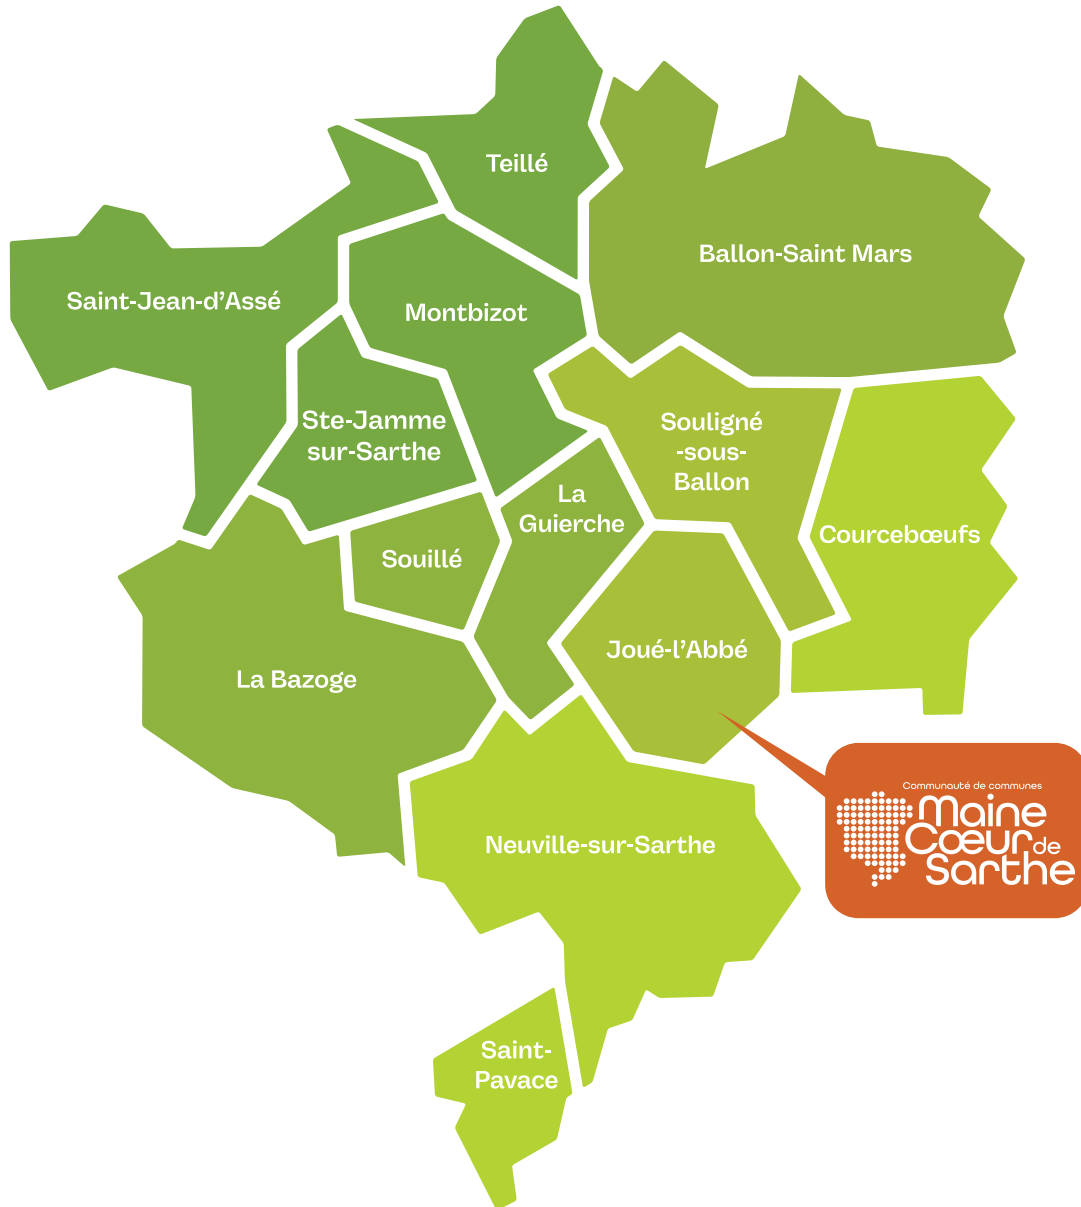 Teillé
Ballon-Saint Mars
Saint-Jean-d'Assé
Montbizot
Ste-Jamme
sur-Sarthe
Souligné
-sous-
Ballon
La
Guierche
Courcebœufs
Souillé
Joué-l'Abbé
La Bazoge
Communauté de communes
Maine
Cœur de
Sarthe
Neuville-sur-Sarthe
Saint-
Pavace